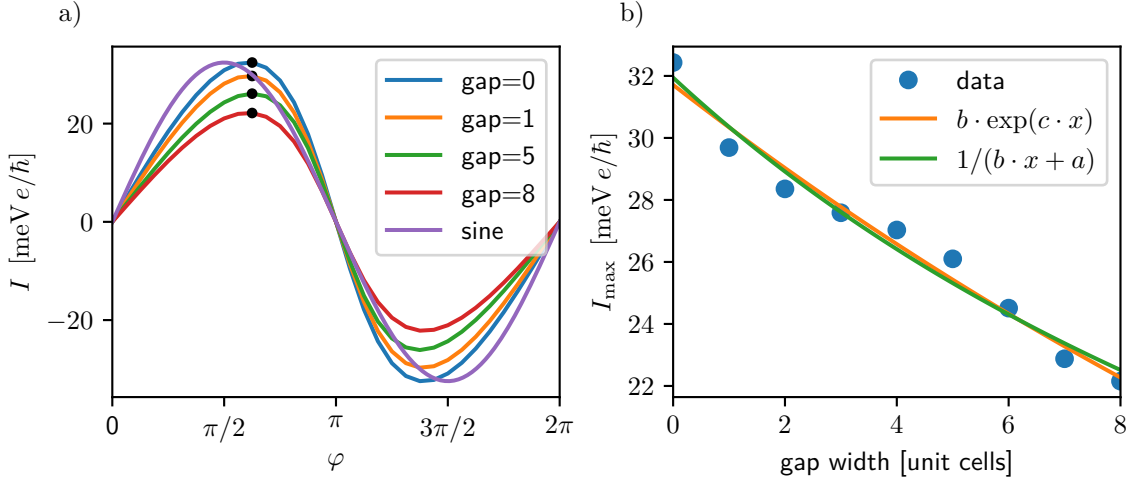 a)
I [meV e/ħ]
20
0
−20
gap=0
gap=1
gap=5
gap=8
sine
0
π/2
π
3π/2
2π
φ
b)
I_max [meV e/ħ]
32
30
28
26
24
22
data
b · exp(c · x)
1/(b · x + a)
0
2
4
6
8
gap width [unit cells]